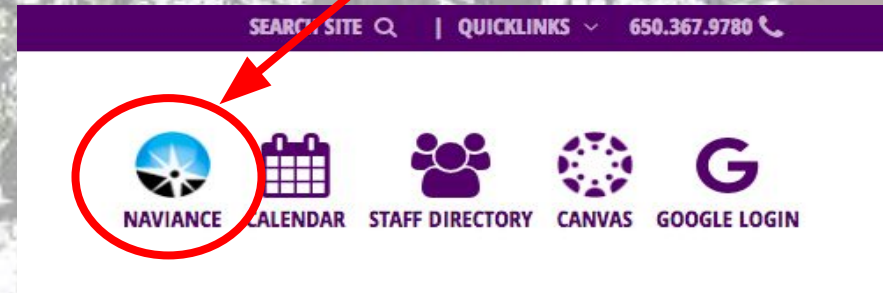 SEARCH SITE | QUICKLINKS 650.367.9780
NAVIANCE CALENDAR STAFF DIRECTORY CANVAS GOOGLE LOGIN